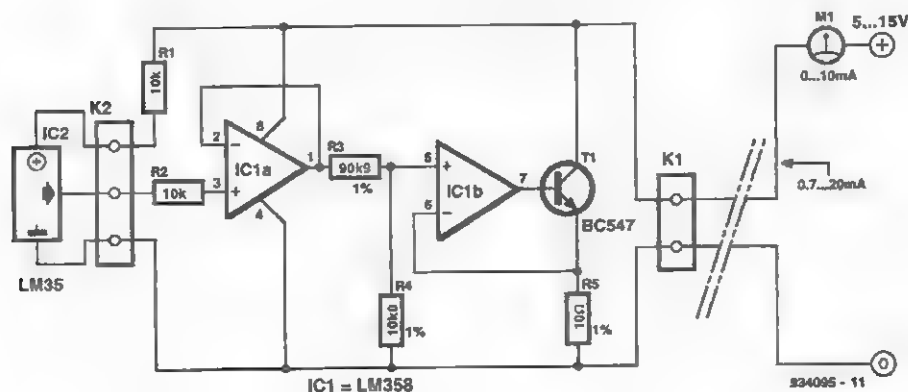 M1
5...15V
0...10mA
R1
10k
K2
IC2
R2
10k
LM35
2
3
8
1
4
IC1a
R3
90k9
1%
5
6
7
IC1b
T1
BC547
K1
0.7...20mA
R4
1%
R5
10Ω
1%
IC1 = LM358
934095 - 11